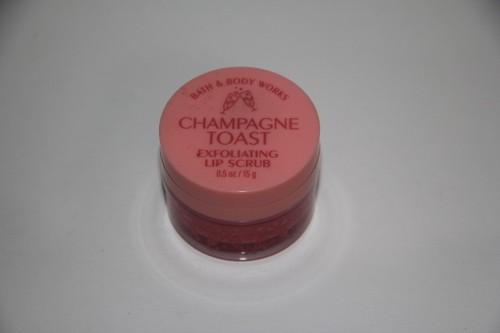 BATH & BODY WORKS
CHAMPAGNE
TOAST
EXFOLIATING
LIP SCRUB
0.5 oz / 15 g